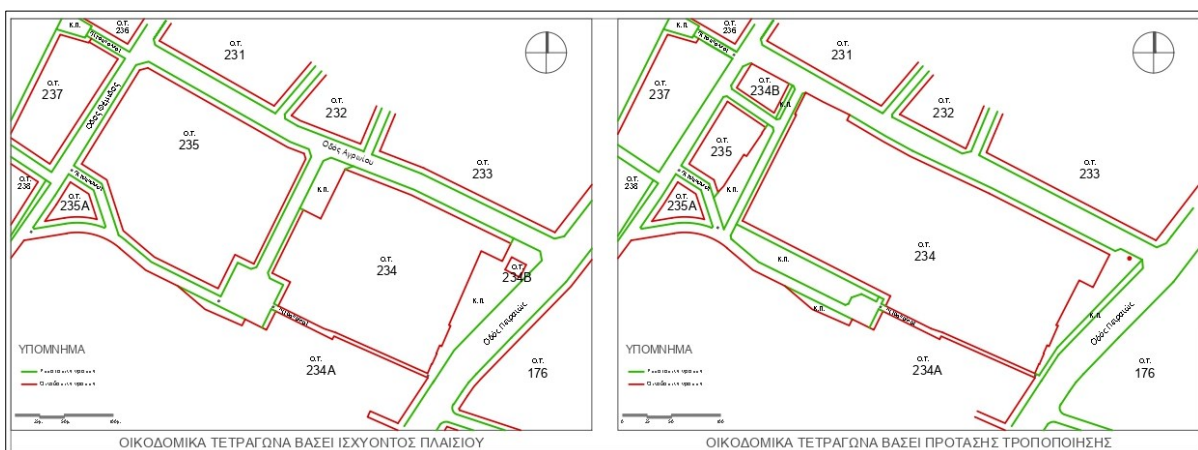 Κ.Π.
Ο.Τ.
236
Ο.Τ.
231
Ο.Τ.
237
Ο.Τ.
232
Ο.Τ.
235
Οδός Αγρινίου
Ο.Τ.
233
Κ.Π.
Ο.Τ.
238
Ο.Τ.
235Α
Ο.Τ.
234
Ο.Τ.
234Β
Κ.Π.
Οδός Πειραιώς
ΥΠΟΜΝΗΜΑ
Ο.Τ.
234Α
Ο.Τ.
176
ΟΙΚΟΔΟΜΙΚΑ ΤΕΤΡΑΓΩΝΑ ΒΑΣΕΙ ΙΣΧΥΟΝΤΟΣ ΠΛΑΙΣΙΟΥ
Κ.Π.
Ο.Τ.
236
Ο.Τ.
231
Ο.Τ.
237
Ο.Τ.
234Β
Κ.Π.
Ο.Τ.
232
Ο.Τ.
235
Ο.Τ.
233
Ο.Τ.
238
Κ.Π.
Ο.Τ.
235Α
Ο.Τ.
234
Κ.Π.
Κ.Π.
Οδός Πειραιώς
ΥΠΟΜΝΗΜΑ
Ο.Τ.
234Α
Ο.Τ.
176
ΟΙΚΟΔΟΜΙΚΑ ΤΕΤΡΑΓΩΝΑ ΒΑΣΕΙ ΠΡΟΤΑΣΗΣ ΤΡΟΠΟΠΟΙΗΣΗΣ